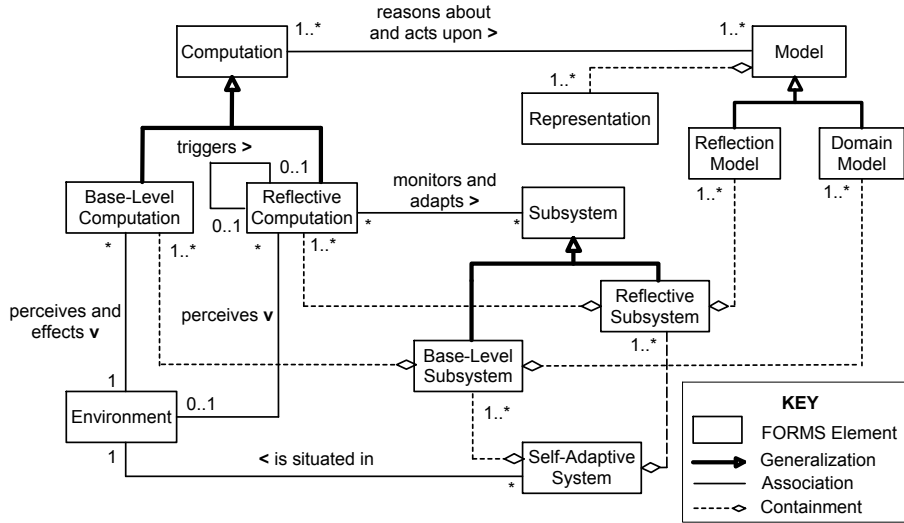 reasons about
and acts upon >
1..*
1..*
Computation
Model
1..*
Representation
Reflection
Model
Domain
Model
triggers >
0..1
0..1
1..*
1..*
Base-Level
Computation
Reflective
Computation
monitors and
adapts >
*
*
Subsystem
*
1..*
*
1..*
perceives and
effects v
perceives v
Reflective
Subsystem
1..*
Base-Level
Subsystem
1
0..1
Environment
1..*
1
< is situated in
*
Self-Adaptive
System
KEY
FORMS Element
Generalization
Association
Containment